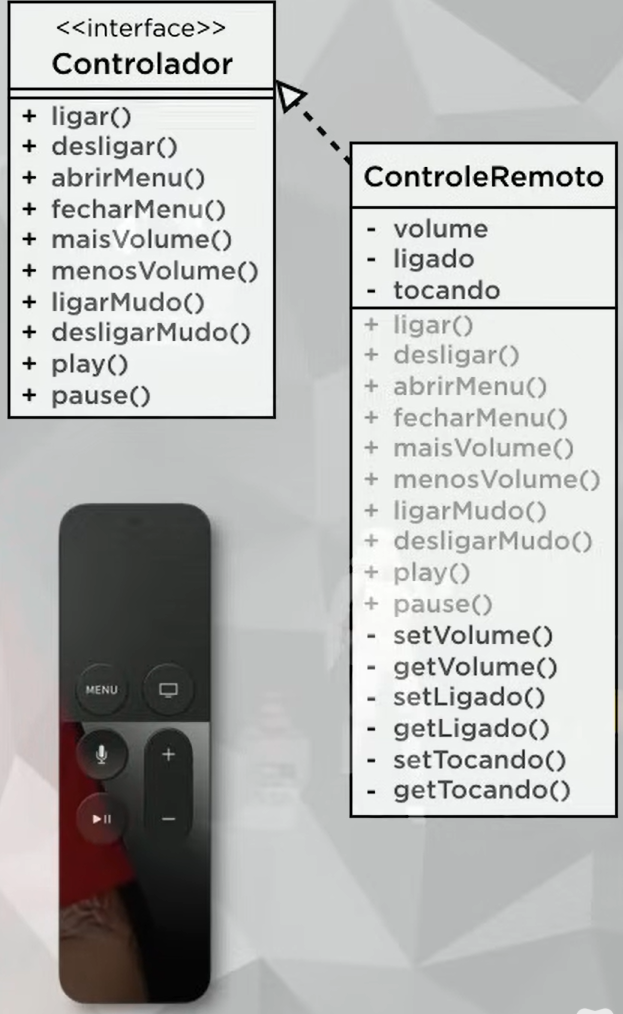 <<interface>>
Controlador
+ ligar()
+ desligar()
+ abrirMenu()
+ fecharMenu()
+ maisVolume()
+ menosVolume()
+ ligarMudo()
+ desligarMudo()
+ play()
+ pause()
ControleRemoto
- volume
- ligado
- tocando
+ ligar()
+ desligar()
+ abrirMenu()
+ fecharMenu()
+ maisVolume()
+ menosVolume()
+ ligarMudo()
+ desligarMudo()
+ play()
+ pause()
- setVolume()
- getVolume()
- setLigado()
- getLigado()
- setTocando()
- getTocando()
MENU